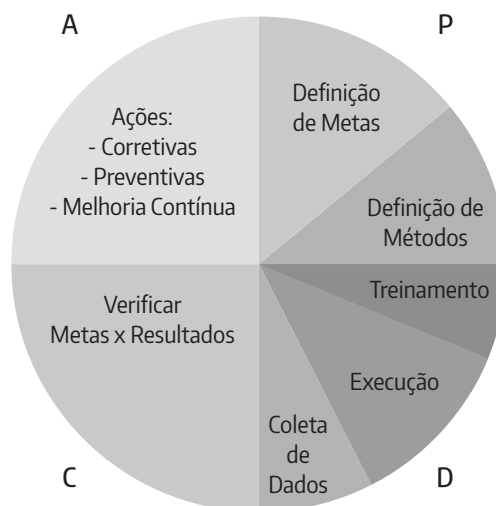 A
P
Ações:
- Corretivas
- Preventivas
- Melhoria Contínua
Definição
de Metas
Definição de
Métodos
Treinamento
Execução
Coleta
de
Dados
Verificar
Metas x Resultados
C
D